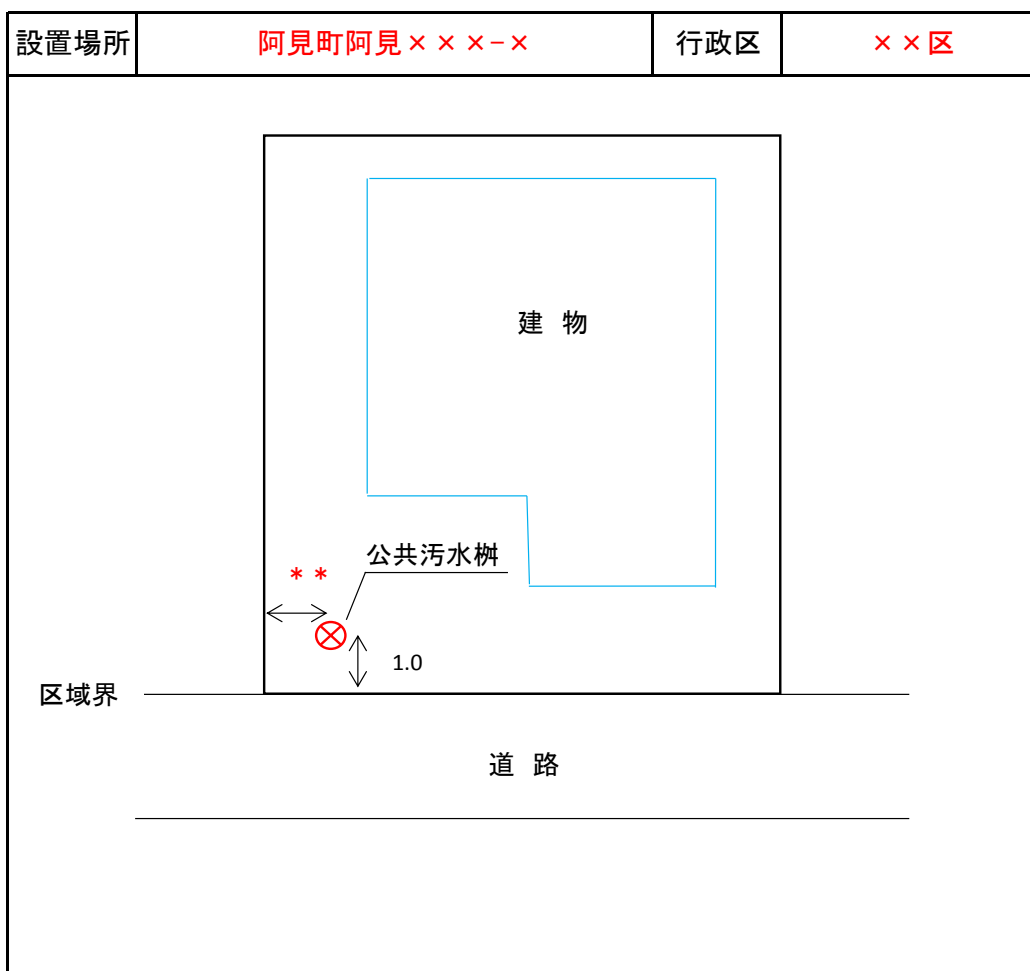 設置場所 阿見町阿見×××-× 行政区 ××区
建 物
公共汚水桝
**
1.0
区域界
道 路